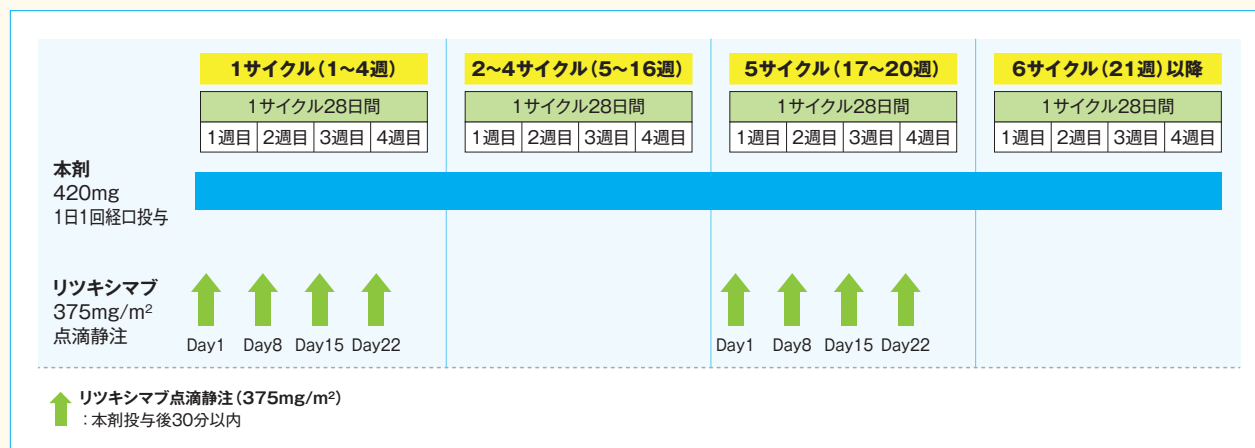 1サイクル（1〜4週） 2〜4サイクル（5〜16週） 5サイクル（17〜20週） 6サイクル（21週）以降
1サイクル28日間 1サイクル28日間 1サイクル28日間 1サイクル28日間
1週目 2週目 3週目 4週目 1週目 2週目 3週目 4週目 1週目 2週目 3週目 4週目 1週目 2週目 3週目 4週目
本剤
420mg
1日1回経口投与
リツキシマブ
375mg/m²
点滴静注
Day1 Day8 Day15 Day22 Day1 Day8 Day15 Day22
リツキシマブ点滴静注（375mg/m²）
：本剤投与後30分以内